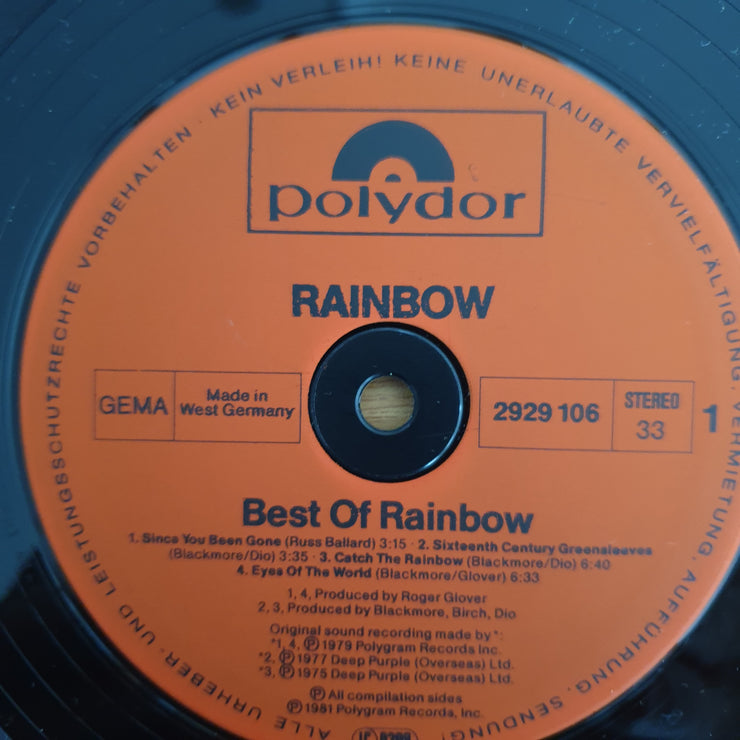 ALLE URHEBER- UND LEISTUNGSSCHUTZRECHTE VORBEHALTEN · KEIN VERLEIH! KEINE UNERLAUBTE VERVIELFÄLTIGUNG, VERMIETUNG, AUFFÜHRUNG, SENDUNG!
polydor
RAINBOW
GEMA
Made in
West Germany
2929 106
STEREO
33
1
Best Of Rainbow
1. Since You Been Gone (Russ Ballard) 3:15 · 2. Sixteenth Century Greensleeves
(Blackmore/Dio) 3:35 · 3. Catch The Rainbow (Blackmore/Dio) 6:40
4. Eyes Of The World (Blackmore/Glover) 6:33
1, 4, Produced by Roger Glover
2, 3, Produced by Blackmore, Birch, Dio
Original sound recording made by *:
*1, 4, ℗ 1979 Polygram Records Inc.
*2, ℗ 1977 Deep Purple (Overseas) Ltd.
*3, ℗ 1975 Deep Purple (Overseas) Ltd.
℗ All compilation sides
℗ 1981 Polygram Records, Inc.